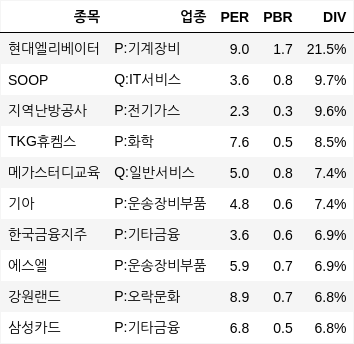 종목 업종 PER PBR DIV
현대엘리베이터 P:기계장비 9.0 1.7 21.5%
SOOP Q:IT서비스 3.6 0.8 9.7%
지역난방공사 P:전기가스 2.3 0.3 9.6%
TKG휴켐스 P:화학 7.6 0.5 8.5%
메가스터디교육 Q:일반서비스 5.0 0.8 7.4%
기아 P:운송장비부품 4.8 0.6 7.4%
한국금융지주 P:기타금융 3.6 0.6 6.9%
에스엘 P:운송장비부품 5.9 0.7 6.9%
강원랜드 P:오락문화 8.9 0.7 6.8%
삼성카드 P:기타금융 6.8 0.5 6.8%